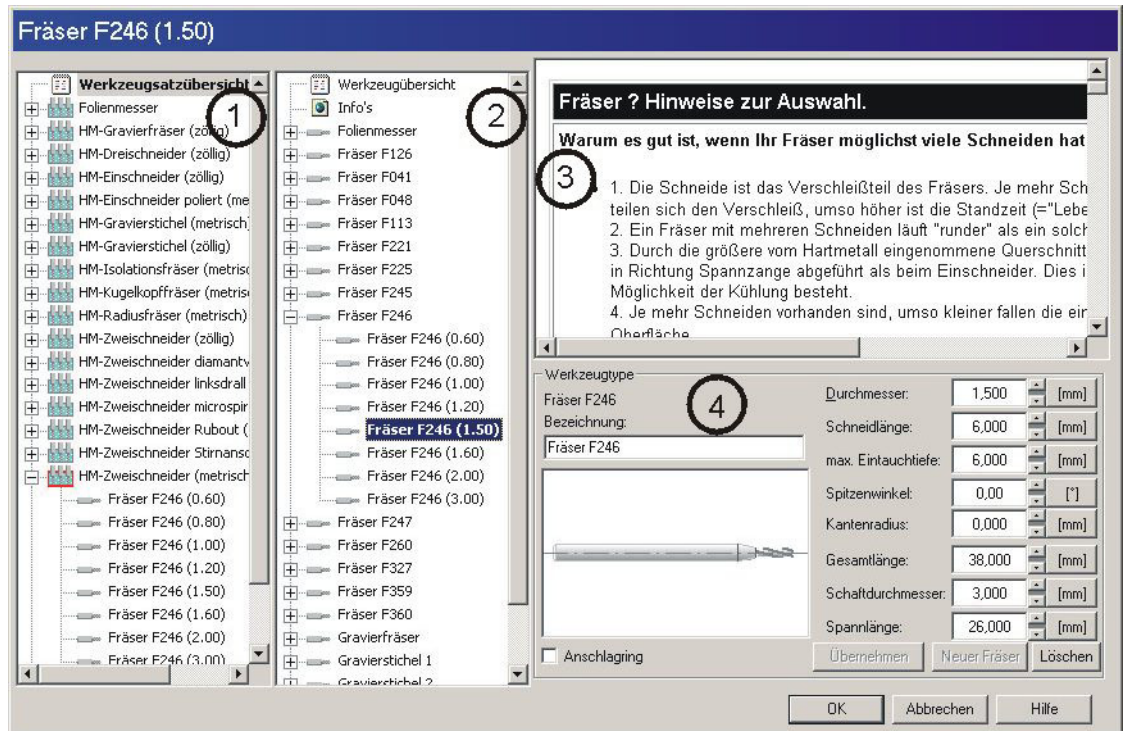 Fräser F246 (1.50)
Werkzeugsatzübersicht
Folienmesser
HM-Gravierfräser (zöllig)
HM-Dreischneider (zöllig)
HM-Einschneider (zöllig)
HM-Einschneider poliert (me
HM-Gravierstichel (metrisch)
HM-Gravierstichel (zöllig)
HM-Isolationsfräser (metrisc
HM-Kugelkopffräser (metris
HM-Radiusfräser (metrisch)
HM-Zweischneider (zöllig)
HM-Zweischneider diamantv
HM-Zweischneider linksdrall
HM-Zweischneider microspir
HM-Zweischneider Rubout (
HM-Zweischneider Stirnansc
HM-Zweischneider (metrisch
Fräser F246 (0.60)
Fräser F246 (0.80)
Fräser F246 (1.00)
Fräser F246 (1.20)
Fräser F246 (1.50)
Fräser F246 (1.60)
Fräser F246 (2.00)
Fräser F246 (3.00)
1
Werkzeugübersicht
Info's
Folienmesser
Fräser F126
Fräser F041
Fräser F048
Fräser F113
Fräser F221
Fräser F225
Fräser F245
Fräser F246
Fräser F246 (0.60)
Fräser F246 (0.80)
Fräser F246 (1.00)
Fräser F246 (1.20)
Fräser F246 (1.50)
Fräser F246 (1.60)
Fräser F246 (2.00)
Fräser F246 (3.00)
Fräser F247
Fräser F260
Fräser F327
Fräser F359
Fräser F360
Gravierfräser
Gravierstichel 1
Gravierstichel 2
2
Fräser ? Hinweise zur Auswahl.
Warum es gut ist, wenn Ihr Fräser möglichst viele Schneiden hat
3
1. Die Schneide ist das Verschleißteil des Fräsers. Je mehr Sch
teilen sich den Verschleiß, umso höher ist die Standzeit (="Lebe
2. Ein Fräser mit mehreren Schneiden läuft "runder" als ein solch
3. Durch die größere vom Hartmetall eingenommene Querschnitt
in Richtung Spannzange abgeführt als beim Einschneider. Dies i
Möglichkeit der Kühlung besteht.
4. Je mehr Schneiden vorhanden sind, umso kleiner fallen die ein
Oberfläche
Werkzeugtype
Fräser F246
4
Bezeichnung:
Fräser F246
Anschlagring
Durchmesser: 1,500 [mm]
Schneidlänge: 6,000 [mm]
max. Eintauchtiefe: 6,000 [mm]
Spitzenwinkel: 0,00 [°]
Kantenradius: 0,000 [mm]
Gesamtlänge: 38,000 [mm]
Schaftdurchmesser: 3,000 [mm]
Spannlänge: 26,000 [mm]
Übernehmen Neuer Fräser Löschen
OK Abbrechen Hilfe